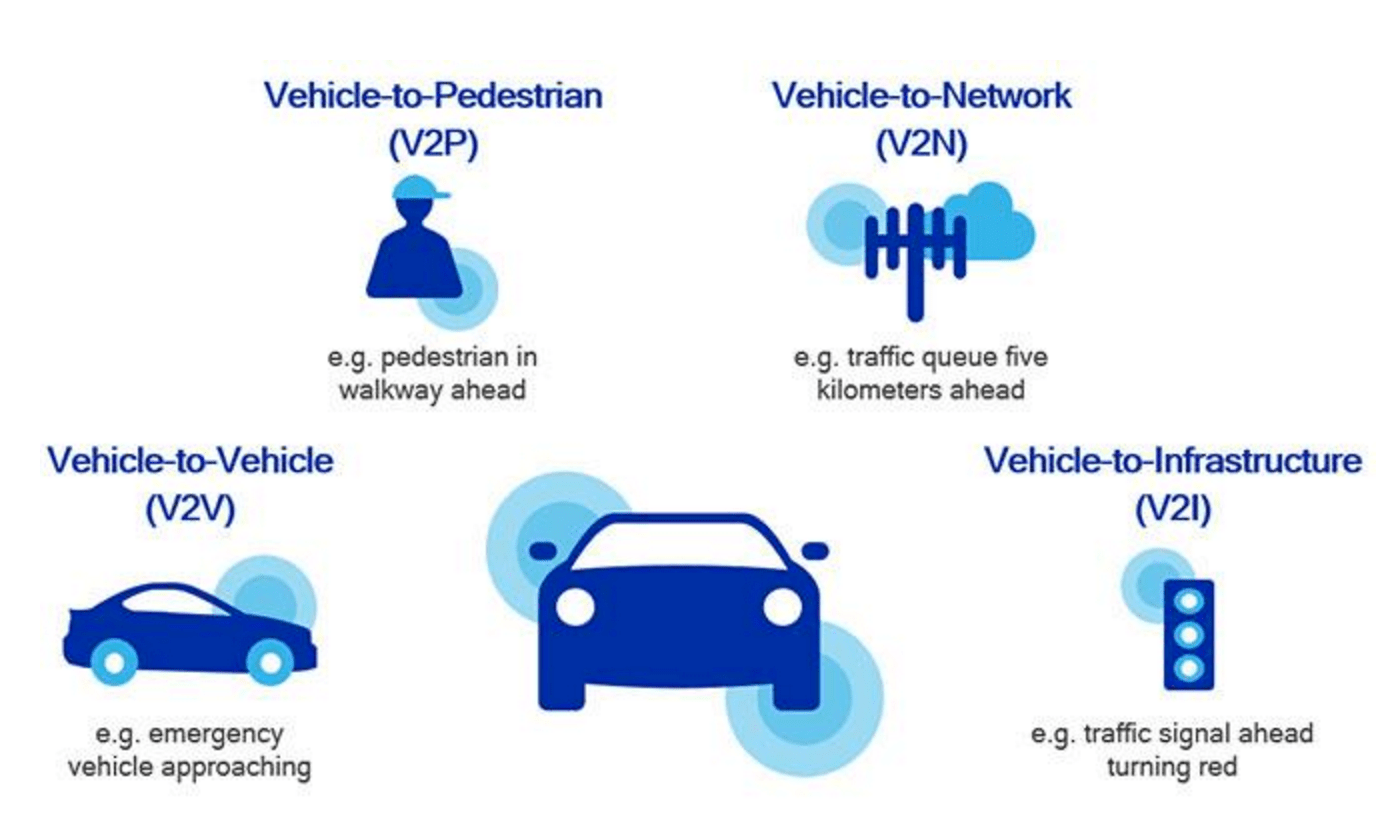 Vehicle-to-Pedestrian
(V2P)
e.g. pedestrian in
walkway ahead
Vehicle-to-Network
(V2N)
e.g. traffic queue five
kilometers ahead
Vehicle-to-Vehicle
(V2V)
e.g. emergency
vehicle approaching
Vehicle-to-Infrastructure
(V2I)
e.g. traffic signal ahead
turning red